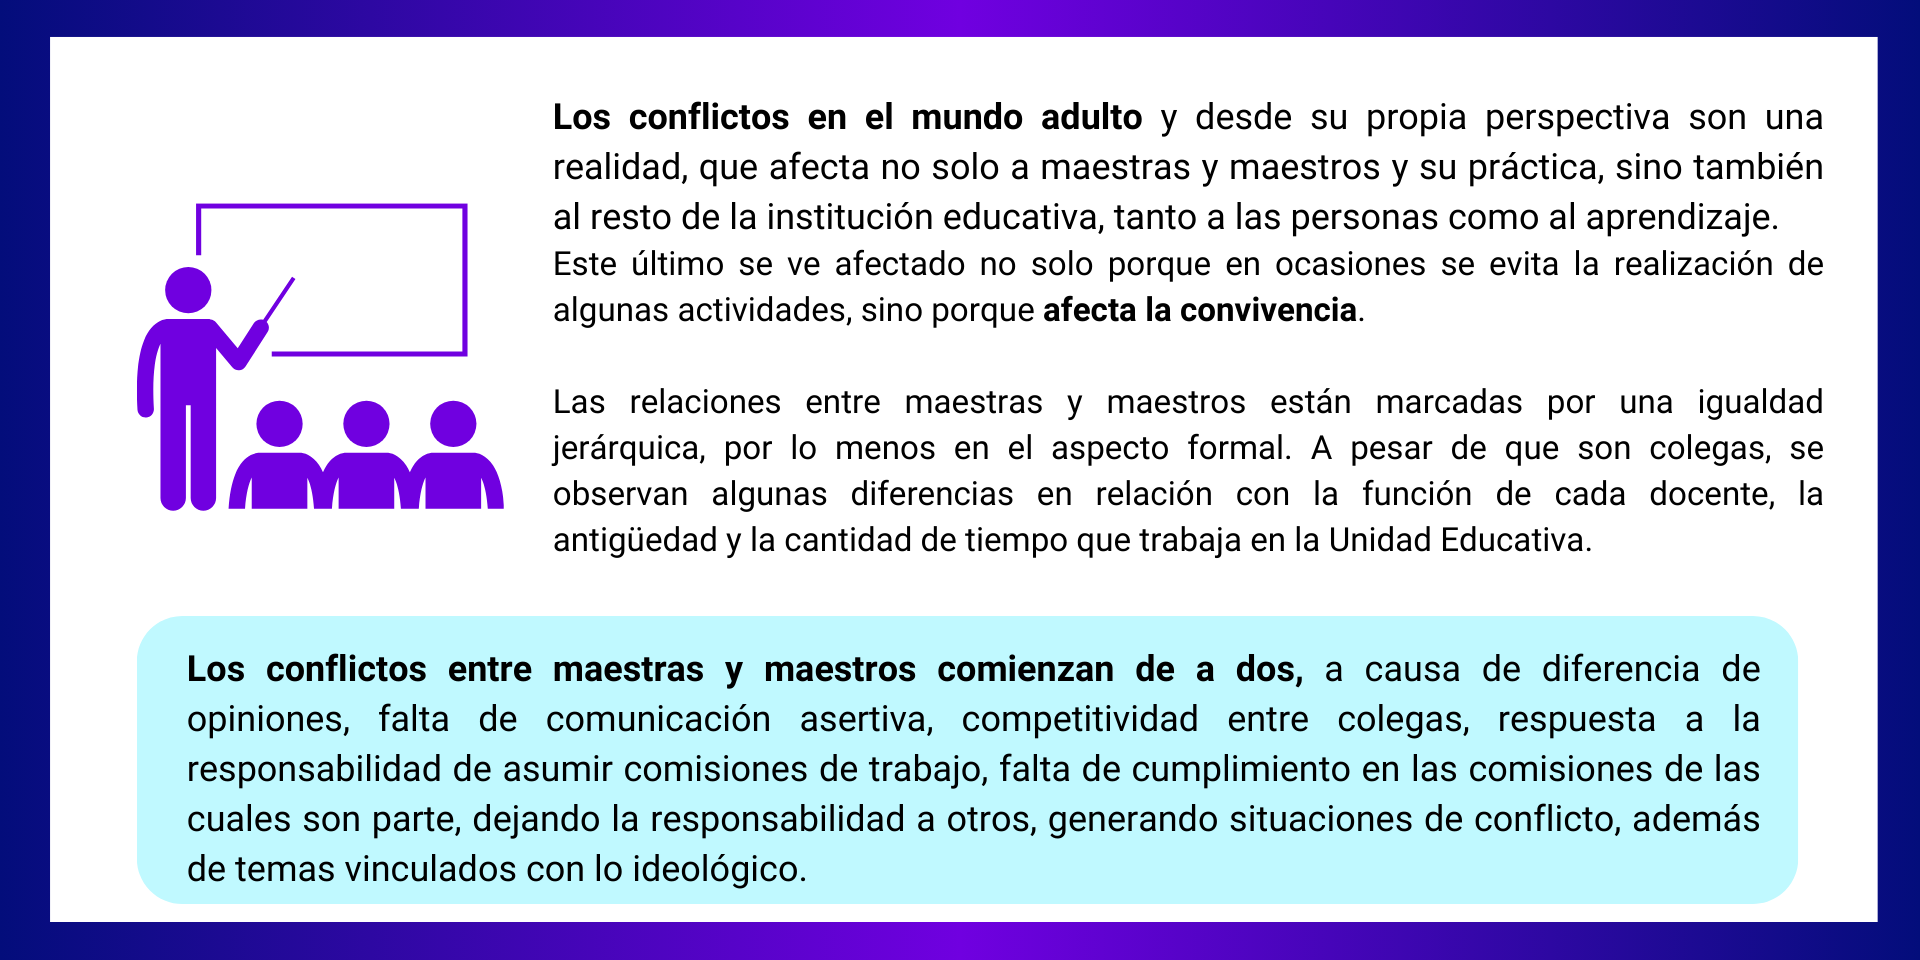 Los conflictos en el mundo adulto y desde su propia perspectiva son una
realidad, que afecta no solo a maestras y maestros y su práctica, sino también
al resto de la institución educativa, tanto a las personas como al aprendizaje.
Este último se ve afectado no solo porque en ocasiones se evita la realización de
algunas actividades, sino porque afecta la convivencia.
Las relaciones entre maestras y maestros están marcadas por una igualdad
jerárquica, por lo menos en el aspecto formal. A pesar de que son colegas, se
observan algunas diferencias en relación con la función de cada docente, la
antigüedad y la cantidad de tiempo que trabaja en la Unidad Educativa.
Los conflictos entre maestras y maestros comienzan de a dos, a causa de diferencia de
opiniones, falta de comunicación asertiva, competitividad entre colegas, respuesta a la
responsabilidad de asumir comisiones de trabajo, falta de cumplimiento en las comisiones de las
cuales son parte, dejando la responsabilidad a otros, generando situaciones de conflicto, además
de temas vinculados con lo ideológico.